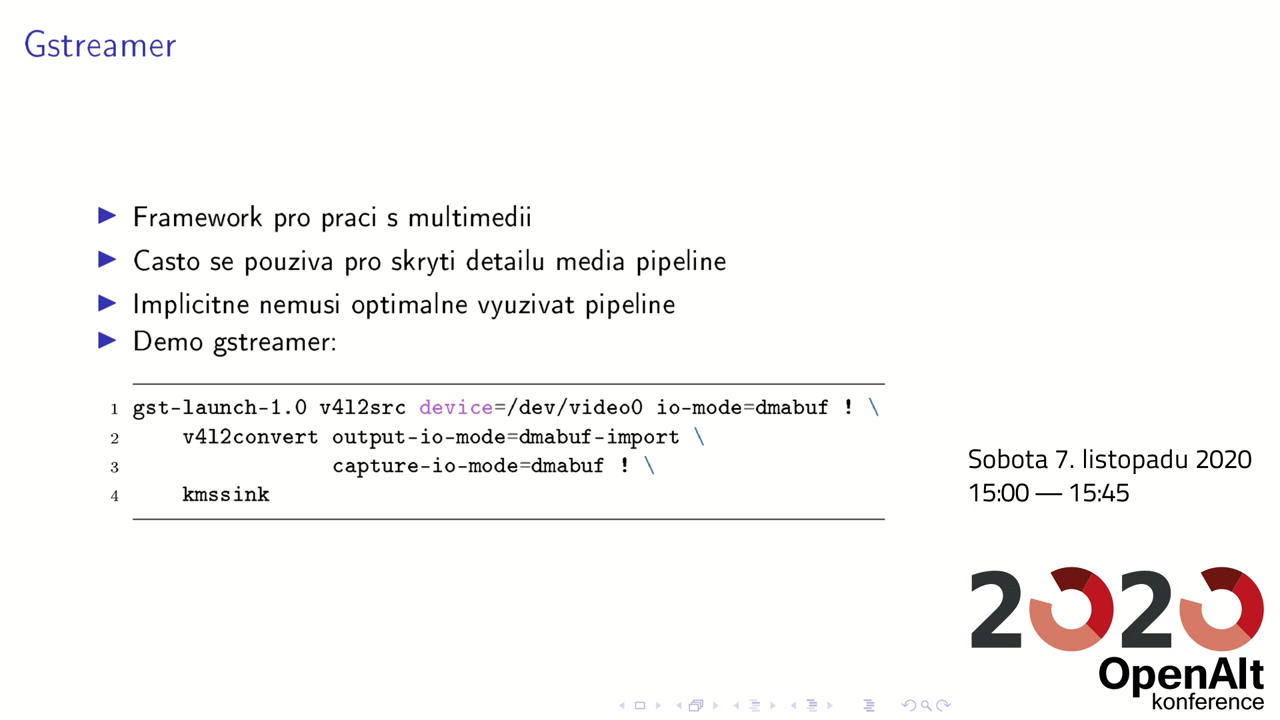 Gstreamer
Framework pro praci s multimedii
Casto se pouziva pro skryti detailu media pipeline
Implicitne nemusi optimalne vyuzivat pipeline
Demo gstreamer:
1 gst-launch-1.0 v4l2src device=/dev/video0 io-mode=dmabuf ! \
2 v4l2convert output-io-mode=dmabuf-import \
3 capture-io-mode=dmabuf ! \
4 kmssink
Sobota 7. listopadu 2020
15:00 — 15:45
2020
OpenAlt
konference